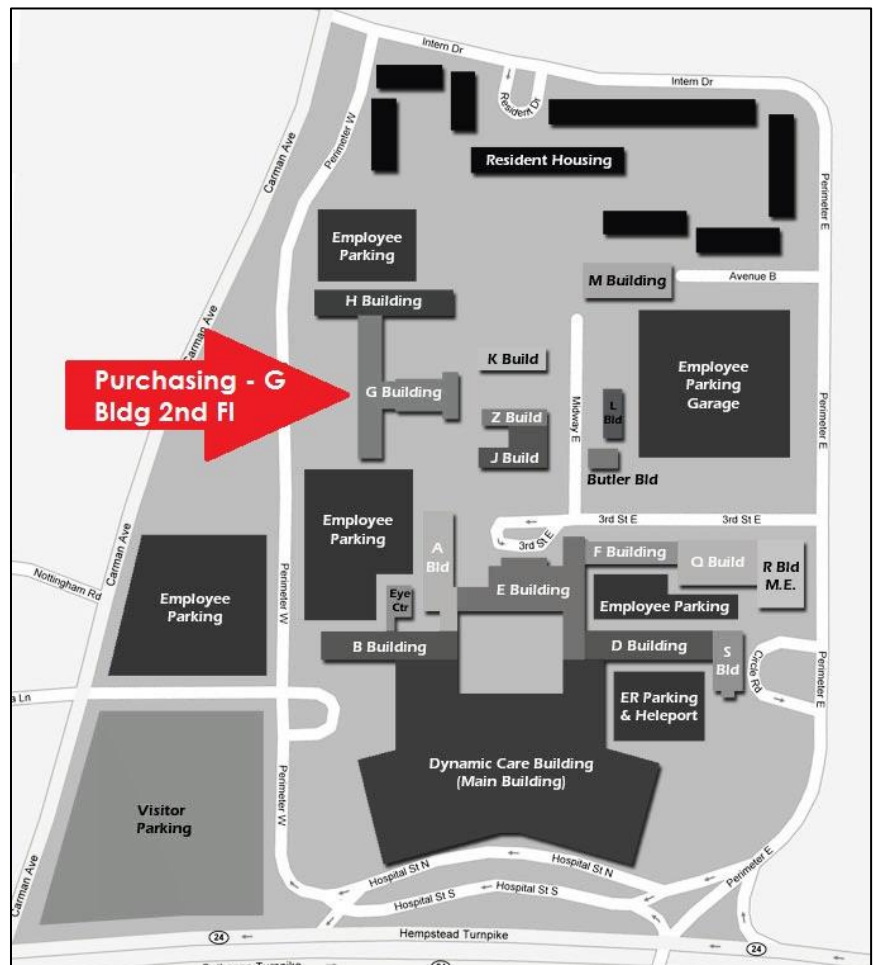 Intern Dr
Intern Dr
Resident Dr
Carman Ave
Perimeter W
Resident Housing
Perimeter E
Employee
Parking
M Building
Avenue B
H Building
Carman Ave
Purchasing - G
Bldg 2nd Fl
G Building
K Build
Employee
Parking
Garage
Perimeter E
Z Build
L
Bld
Midway E
J Build
Butler Bld
Employee
Parking
A
Bld
3rd St E
3rd St E
3rd St E
Carman Ave
Nottingham Rd
Employee
Parking
Perimeter W
F Building
Q Build
R Bld
M.E.
Eye
Ctr
E Building
Employee Parking
B Building
D Building
S
Bld
Circle Rd
Perimeter E
a Ln
ER Parking
& Heleport
Dynamic Care Building
(Main Building)
Visitor
Parking
Perimeter W
Carman Ave
Hospital St N
Hospital St N
Perimeter E
Hospital St S
Hospital St S
24
Hempstead Turnpike
24
Turnpike
24